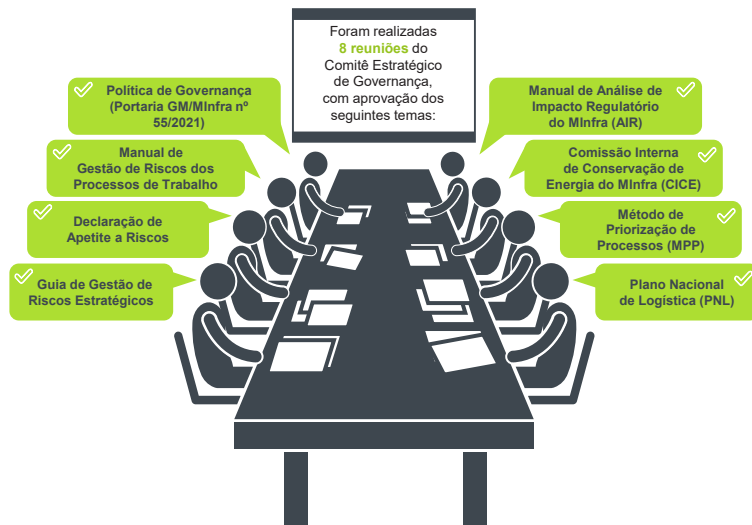 Foram realizadas
8 reuniões do
Comitê Estratégico
de Governança,
com aprovação dos
seguintes temas:
Política de Governança
(Portaria GM/MInfra nº
55/2021)
Manual de
Gestão de Riscos dos
Processos de Trabalho
Declaração de
Apetite a Riscos
Guia de Gestão de
Riscos Estratégicos
Manual de Análise de
Impacto Regulatório
do MInfra (AIR)
Comissão Interna
de Conservação de
Energia do MInfra (CICE)
Método de
Priorização de
Processos (MPP)
Plano Nacional
de Logística (PNL)